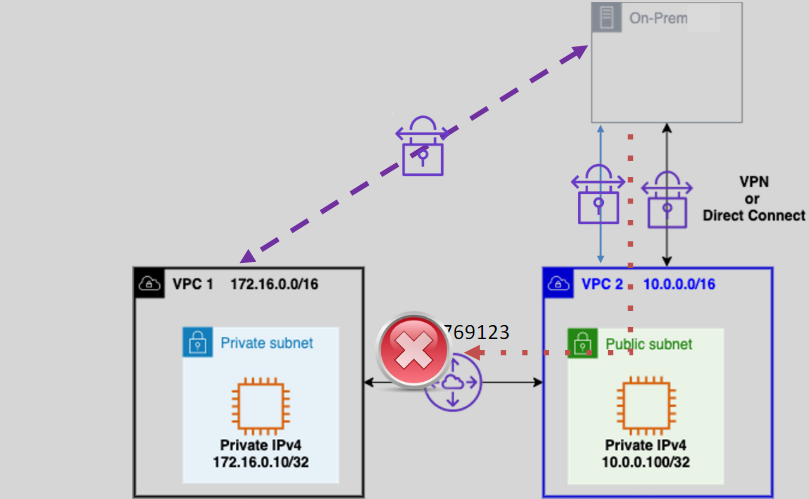 On-Prem
VPN
or
Direct Connect
VPC 1 172.16.0.0/16
VPC 2 10.0.0.0/16
769123
Private subnet
Public subnet
Private IPv4
172.16.0.10/32
Private IPv4
10.0.0.100/32